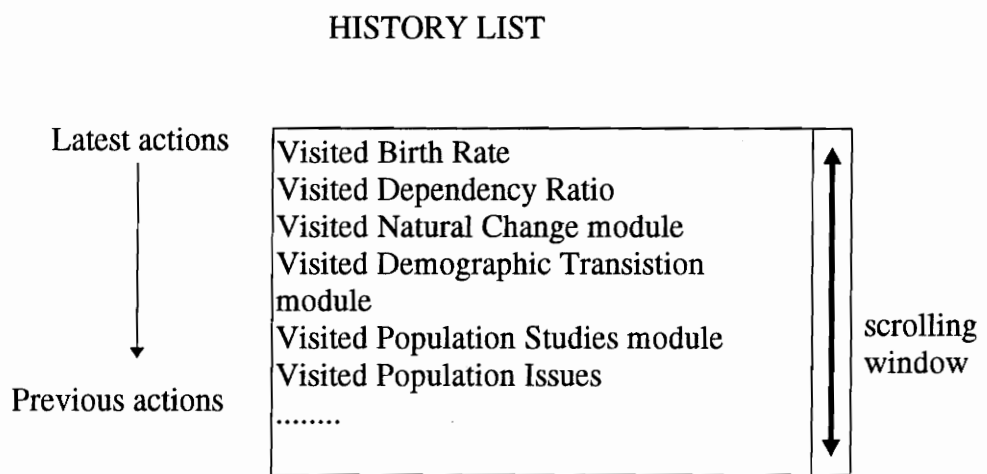 HISTORY LIST
Latest actions
Previous actions
Visited Birth Rate
Visited Dependency Ratio
Visited Natural Change module
Visited Demographic Transistion
module
Visited Population Studies module
Visited Population Issues
........
scrolling
window